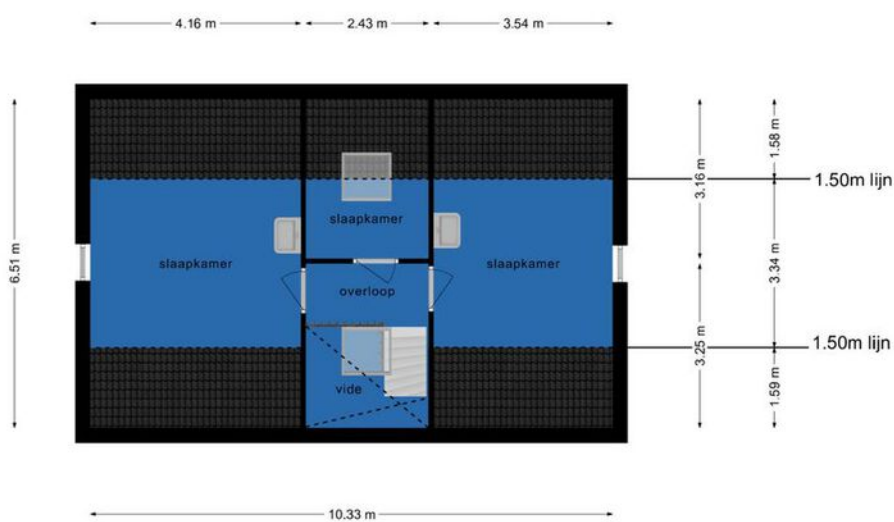 4.16 m
2.43 m
3.54 m
1.58 m
3.16 m
1.50m lijn
slaapkamer
slaapkamer
slaapkamer
6.51 m
overloop
3.34 m
3.25 m
1.50m lijn
vide
1.59 m
10.33 m